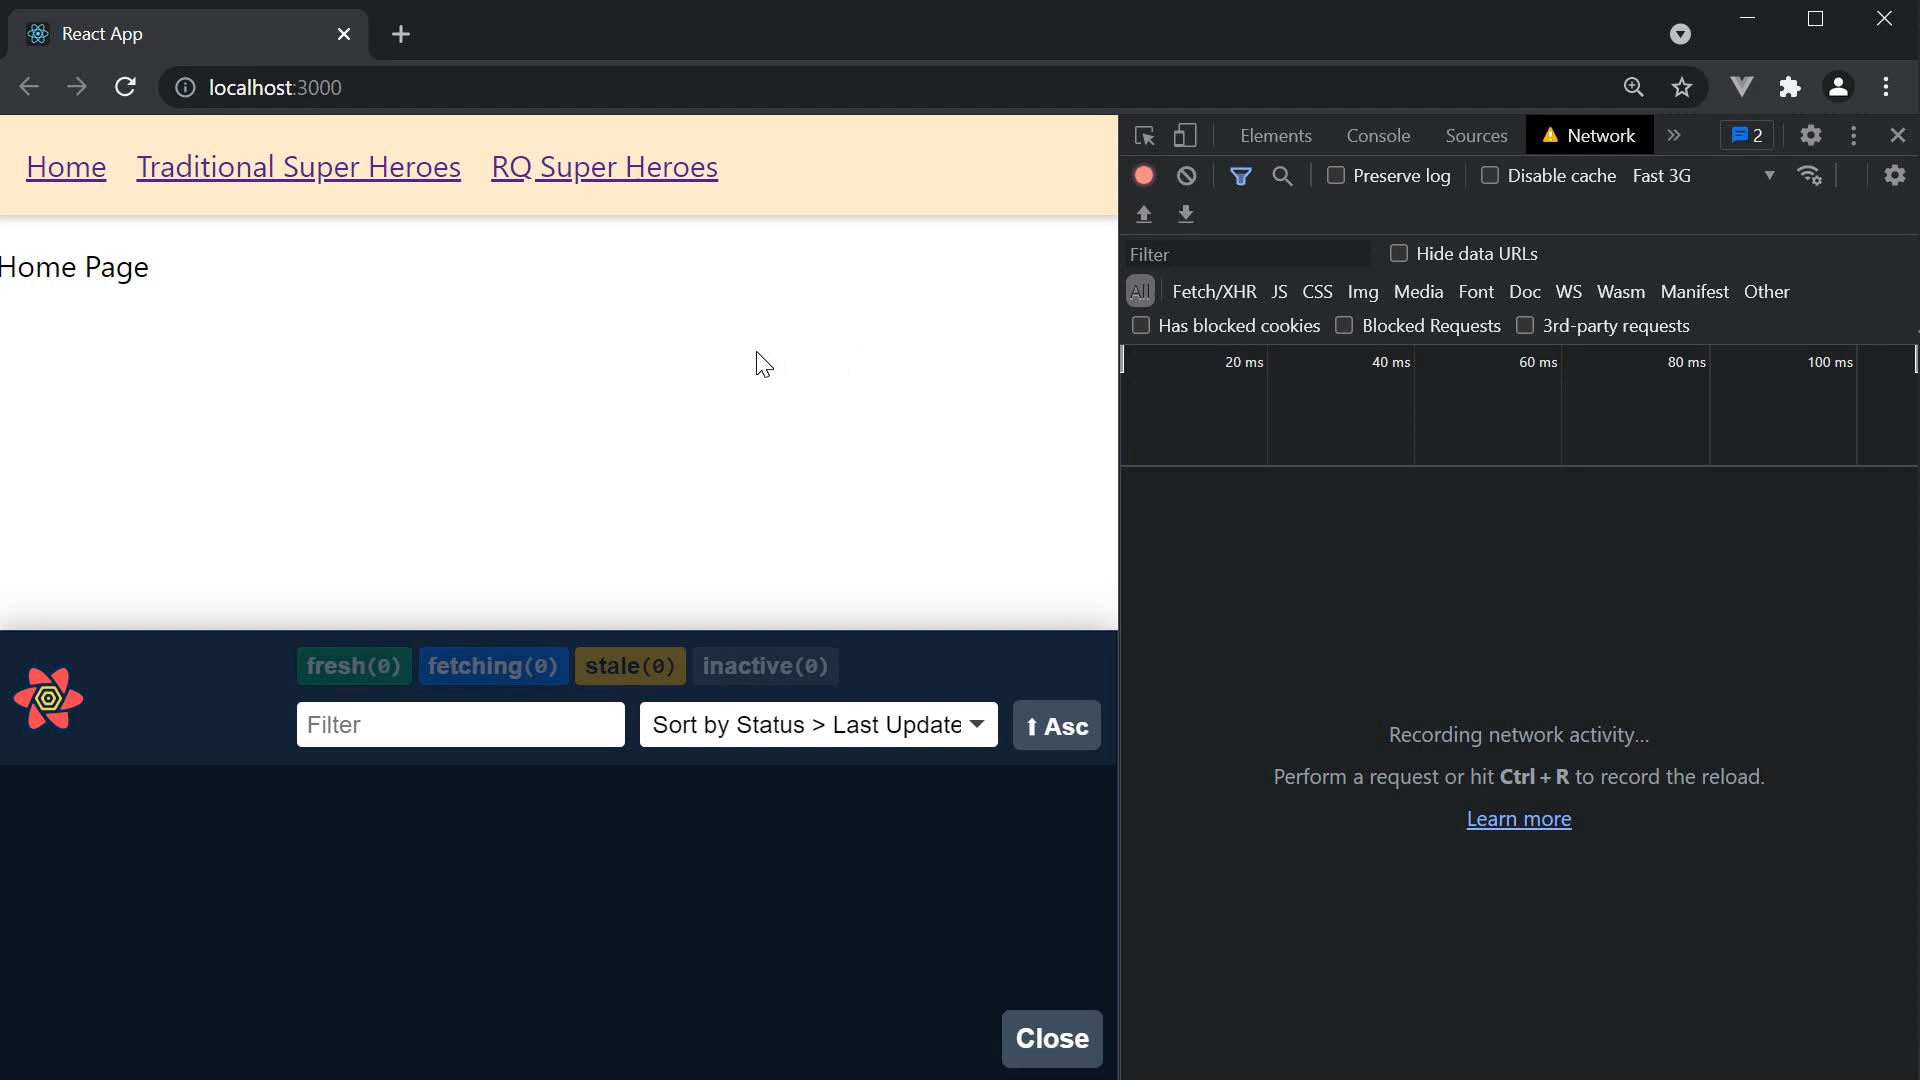 React App
localhost:3000
Home Traditional Super Heroes RQ Super Heroes
Home Page
fresh(0) fetching(0) stale(0) inactive(0)
Filter Sort by Status > Last Update Asc
Close
Elements Console Sources Network 2
Preserve log Disable cache Fast 3G
Filter Hide data URLs
All Fetch/XHR JS CSS Img Media Font Doc WS Wasm Manifest Other
Has blocked cookies Blocked Requests 3rd-party requests
20 ms 40 ms 60 ms 80 ms 100 ms
Recording network activity...
Perform a request or hit Ctrl + R to record the reload.
Learn more